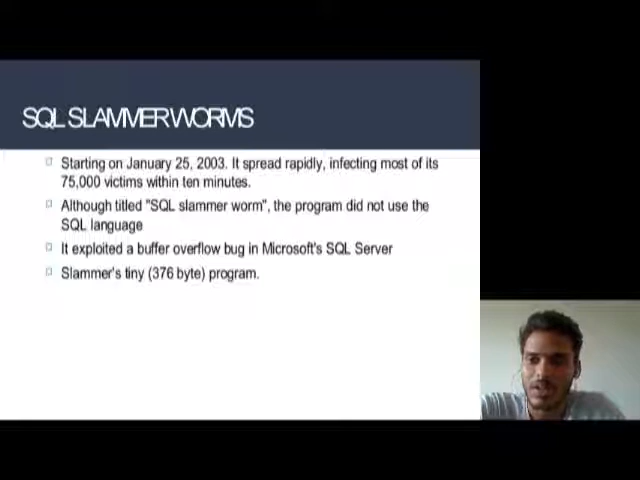 SQL SLAMMER WORMS
Starting on January 25, 2003. It spread rapidly, infecting most of its
75,000 victims within ten minutes.
Although titled "SQL slammer worm", the program did not use the
SQL language
It exploited a buffer overflow bug in Microsoft's SQL Server
Slammer's tiny (376 byte) program.